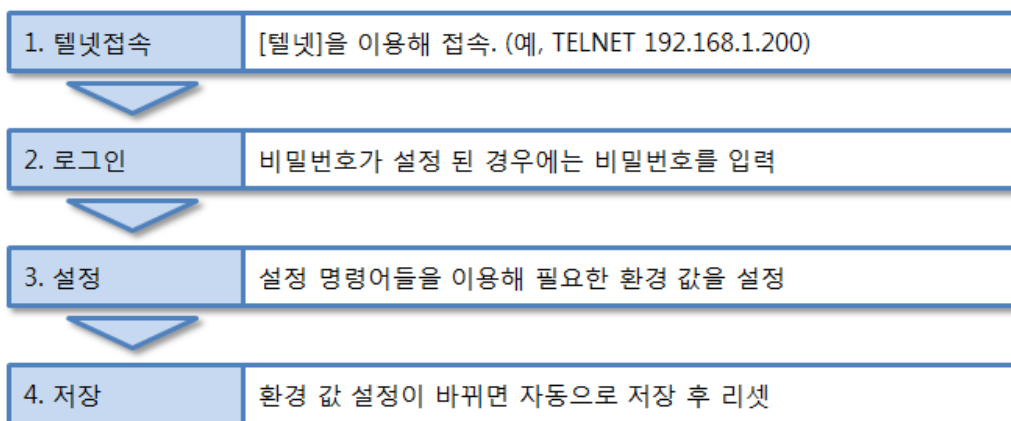 1. 텔넷접속 [텔넷]을 이용해 접속. (예, TELNET 192.168.1.200)
2. 로그인 비밀번호가 설정 된 경우에는 비밀번호를 입력
3. 설정 설정 명령어들을 이용해 필요한 환경 값을 설정
4. 저장 환경 값 설정이 바뀌면 자동으로 저장 후 리셋